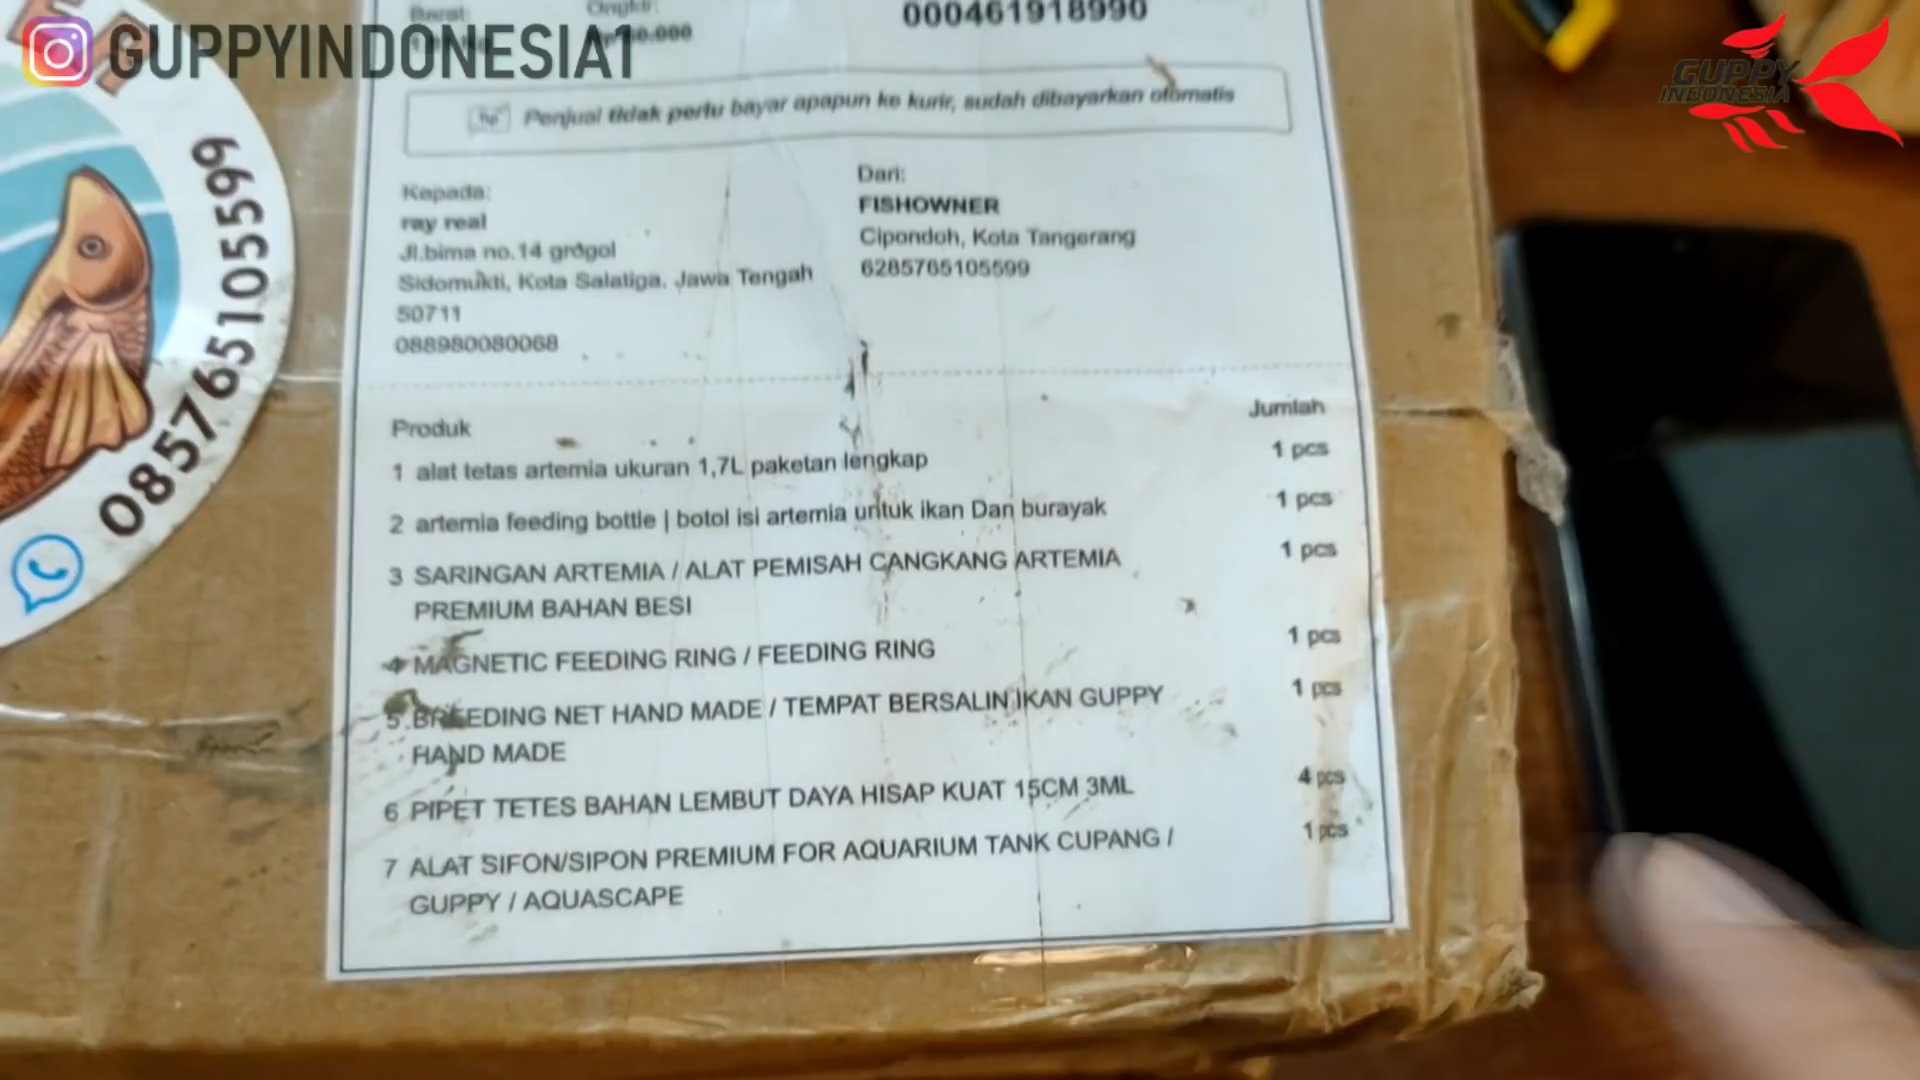 GUPPYINDONESIA1
GUPPY
INDONESIA
Berat:
Ongkir:
000461918990
Penjual tidak perlu bayar apapun ke kurir, sudah dibayarkan otomatis
Kepada:
ray real
Jl.bima no.14 grogol
Sidomukti, Kota Salatiga. Jawa Tengah
50711
088980080068
Dari:
FISHOWNER
Cipondoh, Kota Tangerang
6285765105599
085765105599
Produk Jumlah
1 alat tetas artemia ukuran 1,7L paketan lengkap 1 pcs
2 artemia feeding bottle | botol isi artemia untuk ikan Dan burayak 1 pcs
3 SARINGAN ARTEMIA / ALAT PEMISAH CANGKANG ARTEMIA 1 pcs
PREMIUM BAHAN BESI
4 MAGNETIC FEEDING RING / FEEDING RING 1 pcs
5 BREEDING NET HAND MADE / TEMPAT BERSALIN IKAN GUPPY 1 pcs
HAND MADE
6 PIPET TETES BAHAN LEMBUT DAYA HISAP KUAT 15CM 3ML 4 pcs
7 ALAT SIFON/SIPON PREMIUM FOR AQUARIUM TANK CUPANG / 1 pcs
GUPPY / AQUASCAPE